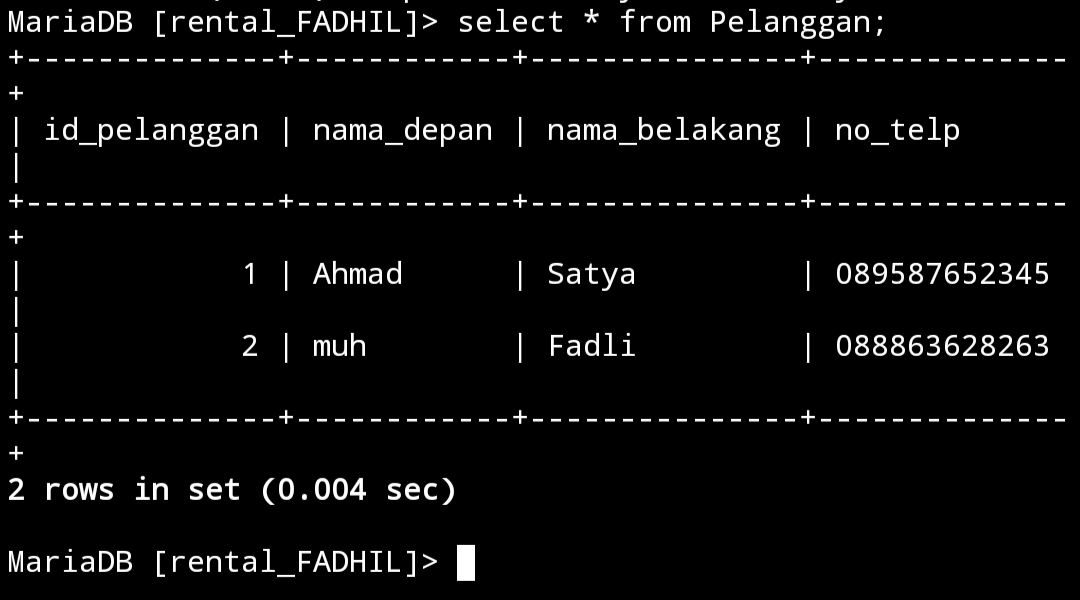 MariaDB [rental_FADHIL]> select * from Pelanggan;
+--------------+------------+---------------+--------------
+
| id_pelanggan | nama_depan | nama_belakang | no_telp
|
+--------------+------------+---------------+--------------
+
|            1 | Ahmad      | Satya         | 089587652345
|
|            2 | muh        | Fadli         | 088863628263
|
+--------------+------------+---------------+--------------
+
2 rows in set (0.004 sec)
MariaDB [rental_FADHIL]>